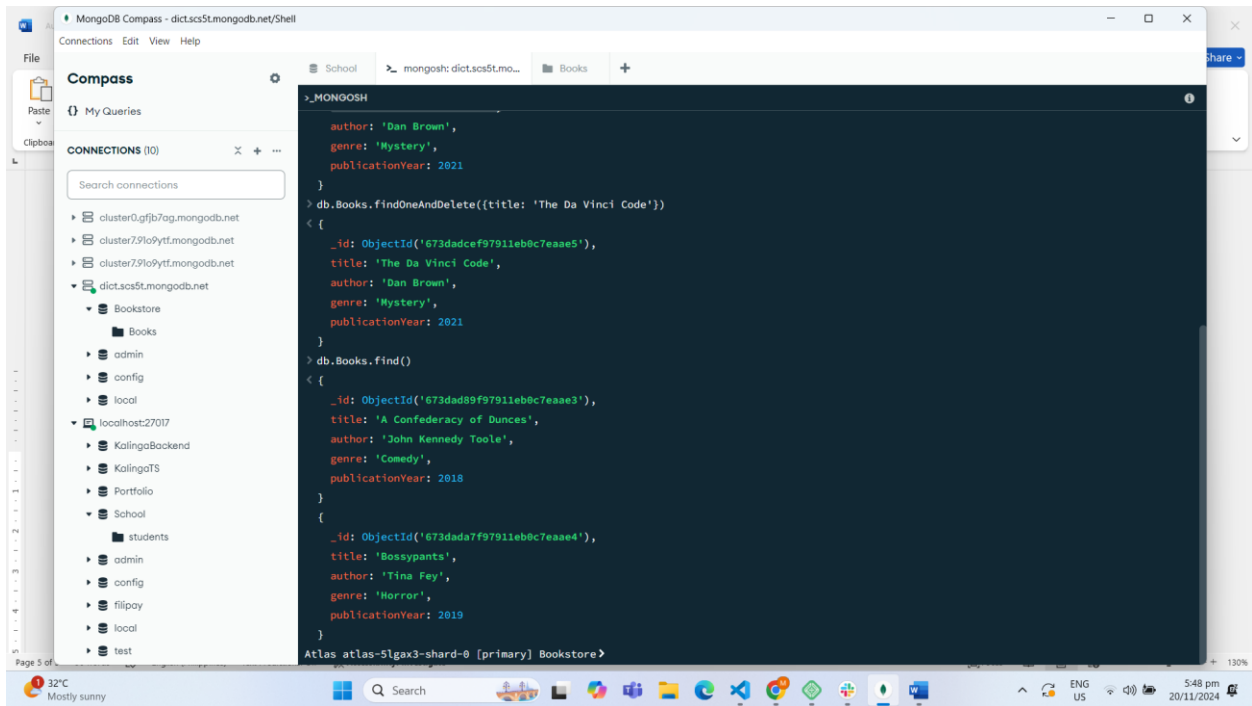 MongoDB Compass - dict.scs5t.mongodb.net/Shell
Connections Edit View Help
File
Share
Paste
Clipboa
Compass
{} My Queries
CONNECTIONS (10)
Search connections
cluster0.gfjb7ag.mongodb.net
cluster7.91o9ytf.mongodb.net
cluster7.91o9ytf.mongodb.net
dict.scs5t.mongodb.net
Bookstore
Books
admin
config
local
localhost:27017
KalingaBackend
KalingaTS
Portfolio
School
students
admin
config
filipay
local
test
School
>_ mongosh: dict.scs5t.mo...
Books
>_MONGOSH
author: 'Dan Brown',
genre: 'Mystery',
publicationYear: 2021
}
> db.Books.findOneAndDelete({title: 'The Da Vinci Code'})
< {
_id: ObjectId('673dadcef97911eb0c7eaae5'),
title: 'The Da Vinci Code',
author: 'Dan Brown',
genre: 'Mystery',
publicationYear: 2021
}
> db.Books.find()
< {
_id: ObjectId('673dad89f97911eb0c7eaae3'),
title: 'A Confederacy of Dunces',
author: 'John Kennedy Toole',
genre: 'Comedy',
publicationYear: 2018
}
{
_id: ObjectId('673dada7f97911eb0c7eaae4'),
title: 'Bossypants',
author: 'Tina Fey',
genre: 'Horror',
publicationYear: 2019
}
Atlas atlas-5lgax3-shard-0 [primary] Bookstore>
Page 5 of
130%
1
32°C
Mostly sunny
Search
ENG
US
5:48 pm
20/11/2024